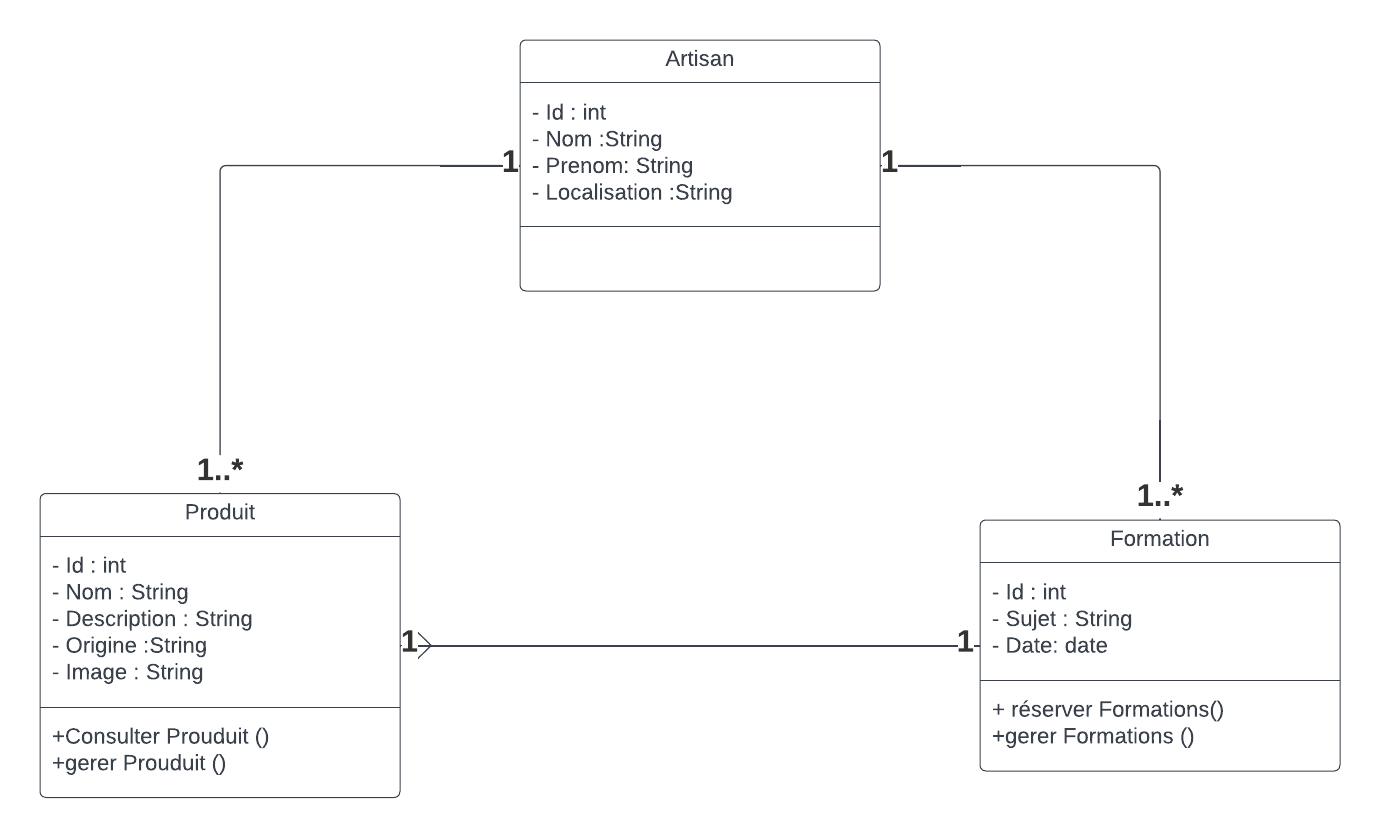 Artisan
- Id : int
- Nom :String
- Prenom: String
- Localisation :String
1
1
1..*
1..*
Produit
- Id : int
- Nom : String
- Description : String
- Origine :String
- Image : String
+Consulter Prouduit ()
+gerer Prouduit ()
1
1
Formation
- Id : int
- Sujet : String
- Date: date
+ réserver Formations()
+gerer Formations ()